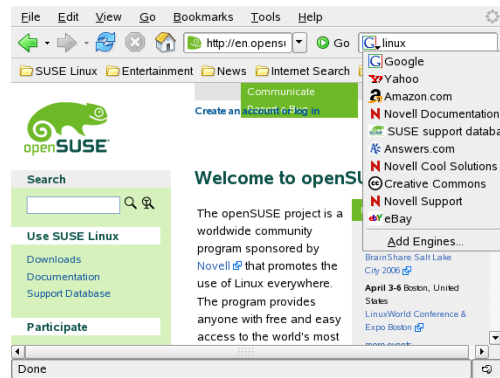 File Edit View Go Bookmarks Tools Help
http://en.opens Go linux
SUSE Linux Entertainment News Internet Search
Google
Yahoo
Amazon.com
Novell Documentation
SUSE support databa
Answers.com
Novell Cool Solutions
Creative Commons
Novell Support
eBay
Add Engines...
Communicate
Create an account or log in
openSUSE
Search
Use SUSE Linux
Downloads
Documentation
Support Database
Participate
Welcome to openSU
The openSUSE project is a
worldwide community
program sponsored by
Novell that promotes the
use of Linux everywhere.
The program provides
anyone with free and easy
access to the world's most
BrainShare Salt Lake
City 2006
April 3-6 Boston, United
States
LinuxWorld Conference &
Expo Boston
more events
Done